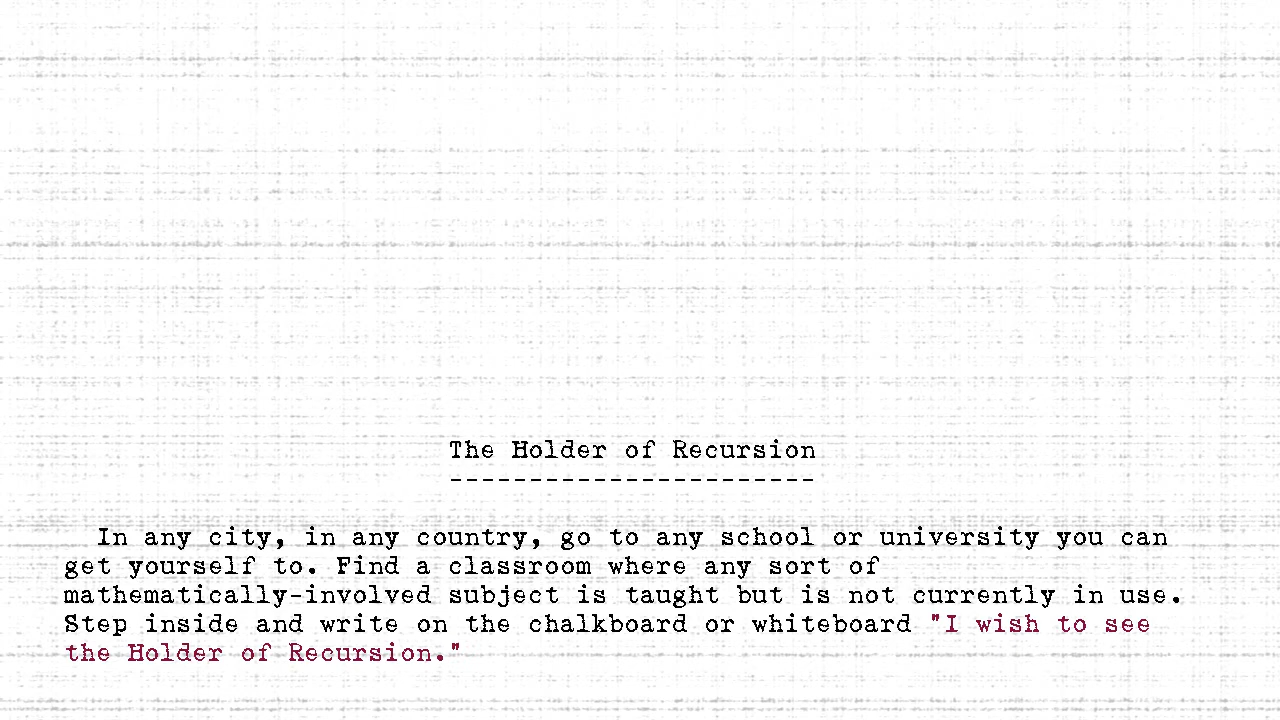 The Holder of Recursion
-----------------------
In any city, in any country, go to any school or university you can
get yourself to. Find a classroom where any sort of
mathematically-involved subject is taught but is not currently in use.
Step inside and write on the chalkboard or whiteboard "I wish to see
the Holder of Recursion."